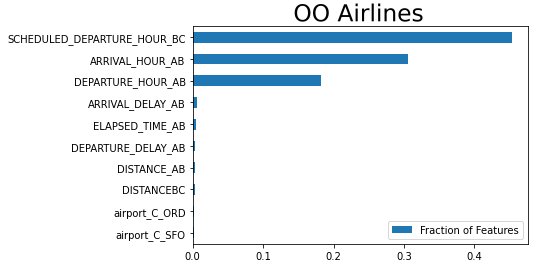 OO Airlines
SCHEDULED_DEPARTURE_HOUR_BC
ARRIVAL_HOUR_AB
DEPARTURE_HOUR_AB
ARRIVAL_DELAY_AB
ELAPSED_TIME_AB
DEPARTURE_DELAY_AB
DISTANCE_AB
DISTANCEBC
airport_C_ORD
airport_C_SFO
Fraction of Features
0.0 0.1 0.2 0.3 0.4